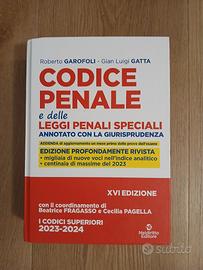 Roberto GAROFOLI · Gian Luigi GATTA
CODICE
PENALE
e delle
LEGGI PENALI SPECIALI
ANNOTATO CON LA GIURISPRUDENZA
ADDENDA di aggiornamento un mese prima delle prove dell'esame
EDIZIONE PROFONDAMENTE RIVISTA
• migliaia di nuove voci nell'indice analitico
• centinaia di massime del 2023
XVI EDIZIONE
con il coordinamento di
Beatrice FRAGASSO e Cecilia PAGELLA
I CODICI SUPERIORI
2023-2024
Neldiritto
Editore
subito